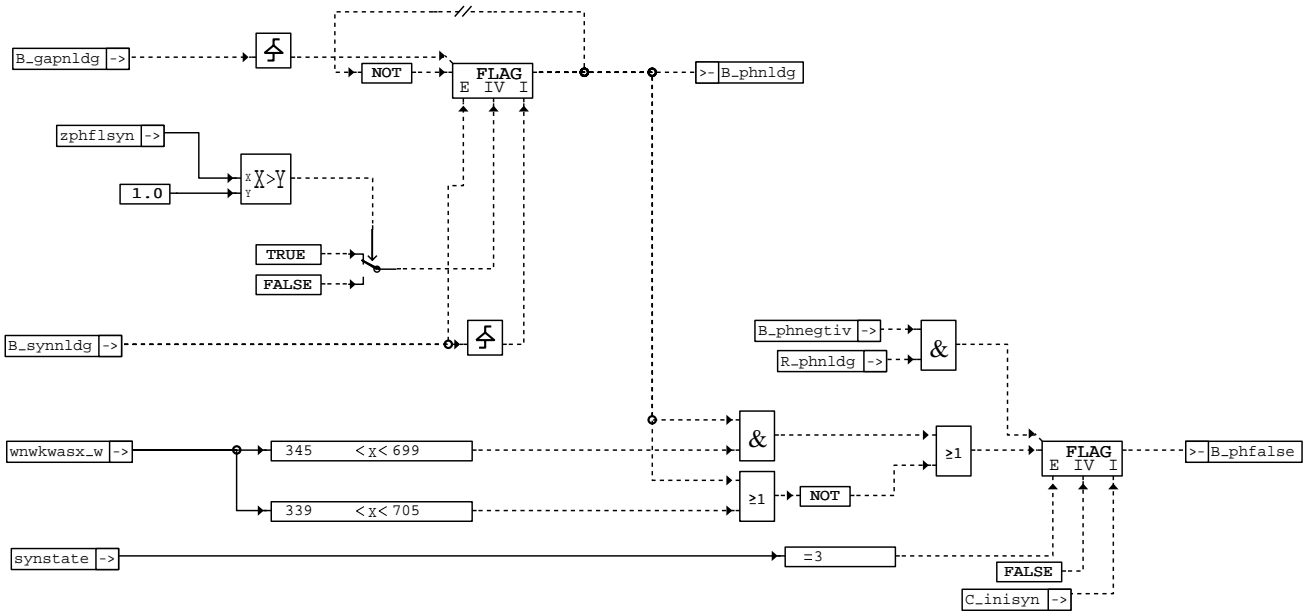 B_gapnldg ->
NOT
FLAG
E IV I
>- B_phnldg
zphflsyn ->
X
Y
X>Y
1.0
TRUE
FALSE
B_synnldg ->
B_phnegtiv ->
R_phnldg ->
&
wnwkwasx_w ->
345 <x<699
&
≥1
FLAG
E IV I
>- B_phfalse
339 <x<705
≥1
NOT
synstate ->
=3
FALSE
C_inisyn ->